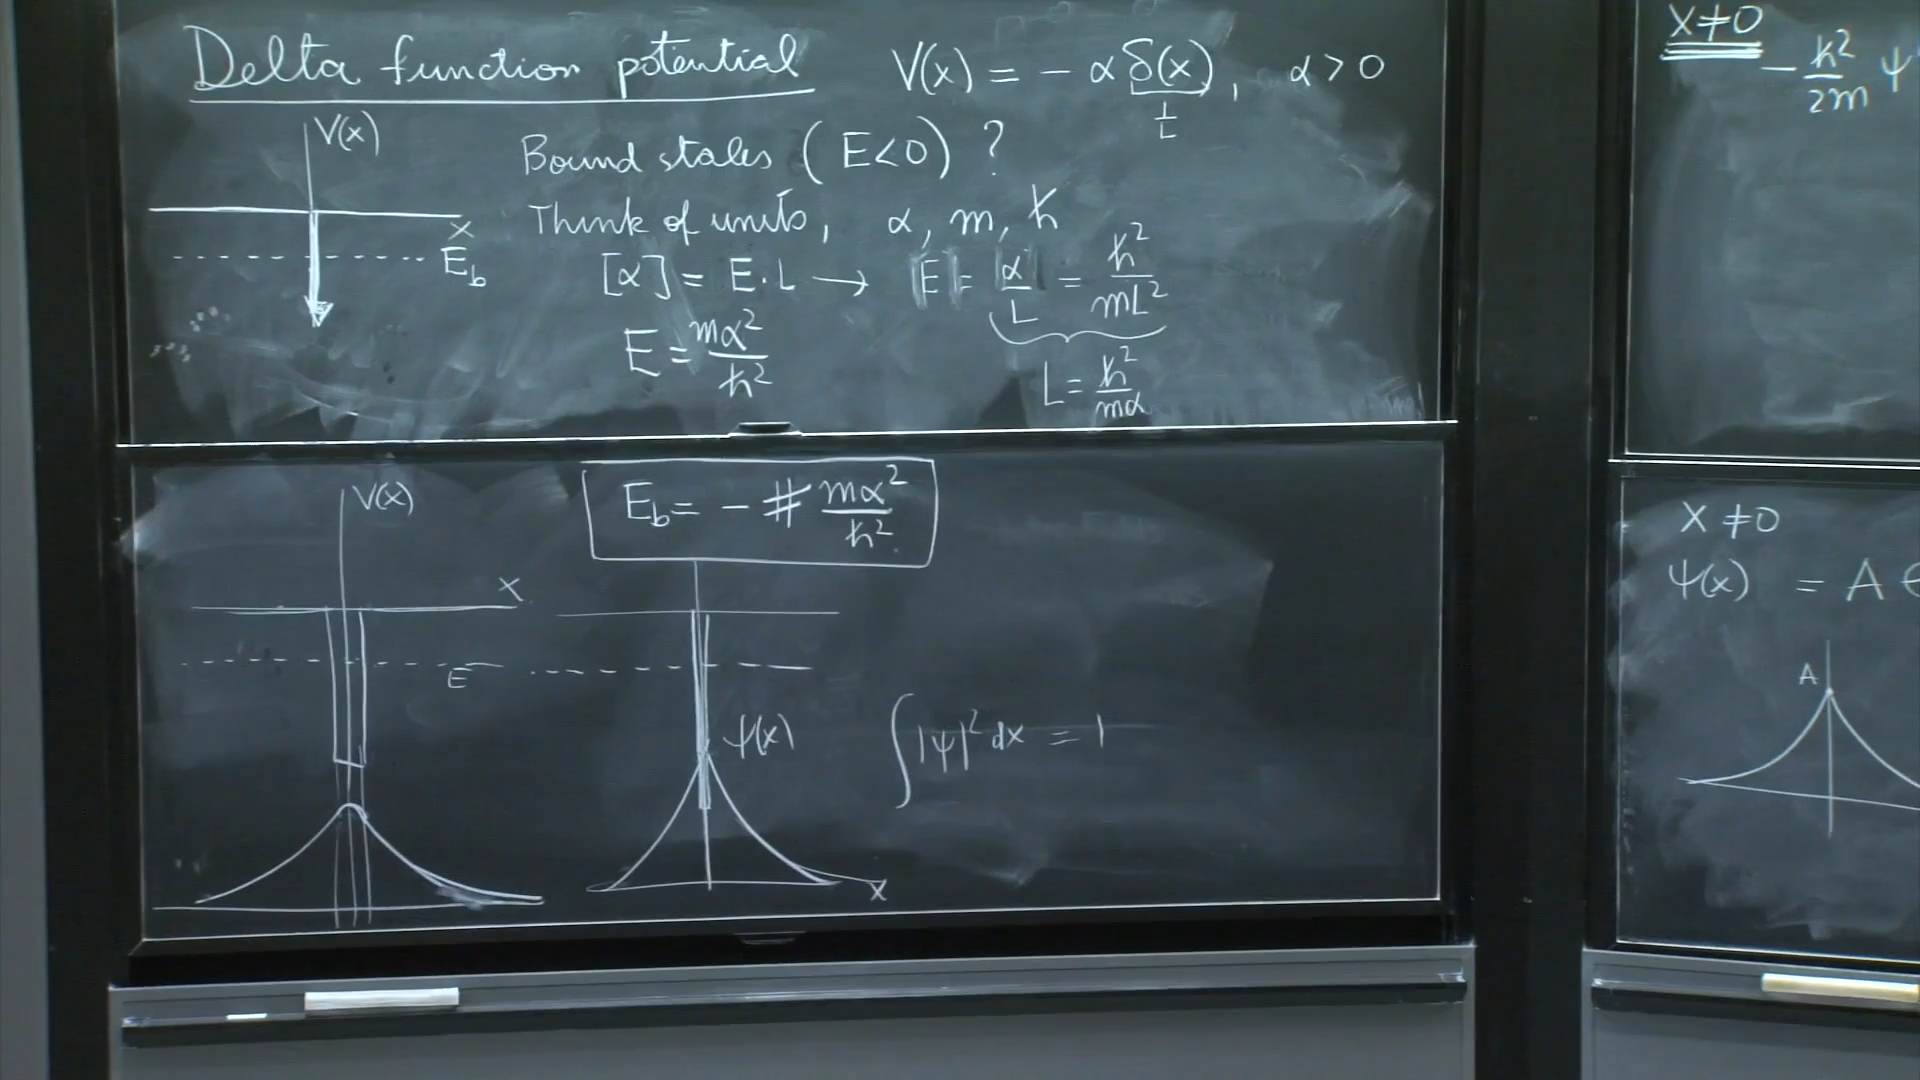 Delta function potential V(x) = - α δ(x), α > 0
1/L
V(x)
x
E_b
Bound states (E<0) ?
Think of units, α, m, ħ
[α] = E·L → E = α/L = ħ²/mL²
E = mα²/ħ²
L = ħ²/mα
V(x)
x
E
E_b = - # mα²/ħ²
ψ(x)
x
∫|ψ|² dx = 1
x≠0
- ħ²/2m ψ
x ≠ 0
ψ(x) = A
A